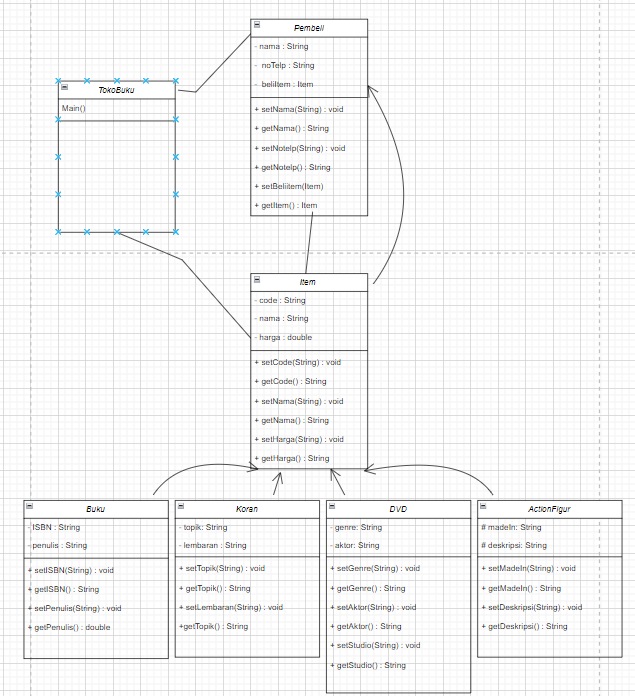 Pembeli
- nama : String
- noTelp : String
- beliItem : Item
+ setNama(String) : void
+ getNama() : String
+ setNotelp(String) : void
+ getNotelp() : String
+ setBeliitem(Item)
+ getItem() : Item
TokoBuku
Main()
Item
- code : String
- nama : String
- harga : double
+ setCode(String) : void
+ getCode() : String
+ setNama(String) : void
+ getNama() : String
+ setHarga(String) : void
+ getHarga() : String
Buku
- ISBN : String
- penulis : String
+ setISBN(String) : void
+ getISBN() : String
+ setPenulis(String) : void
+ getPenulis() : double
Koran
- topik: String
- lembaran: String
+ setTopik(String) : void
+ getTopik() : String
+ setLembaran(String) : void
+getTopik() : String
DVD
- genre: String
- aktor: String
+ setGenre(String) : void
+ getGenre() : String
+ setAktor(String) : void
+ getAktor() : String
+ setStudio(String) : void
+ getStudio() : String
ActionFigur
# madeIn: String
# deskripsi: String
+ setMadeIn(String) : void
+ getMadeIn() : String
+ setDeskripsi(String) : void
+ getDeskripsi() : String